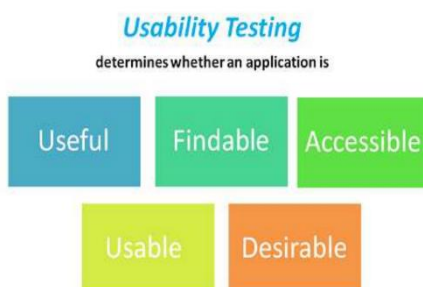 Usability Testing
determines whether an application is
Useful Findable Accessible
Usable Desirable